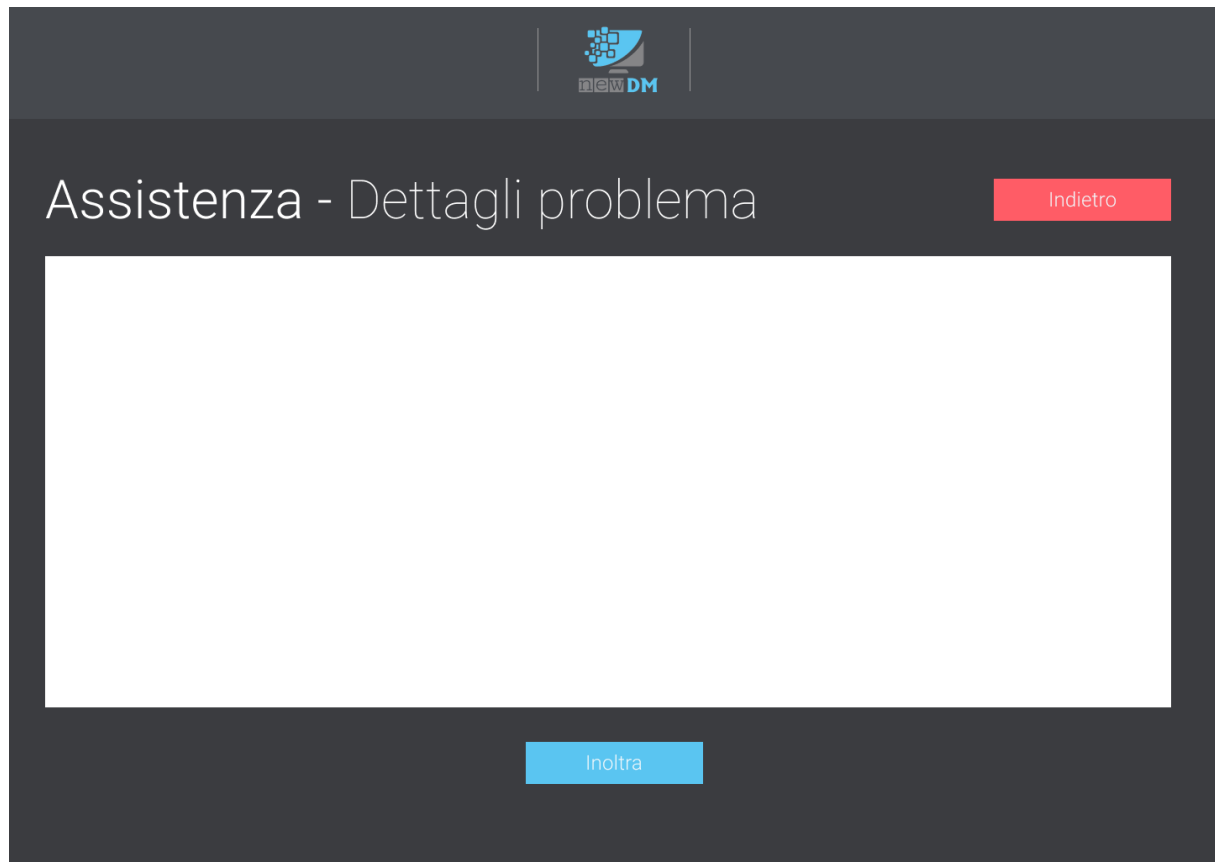 newDM
Assistenza - Dettagli problema
Indietro
Inoltra